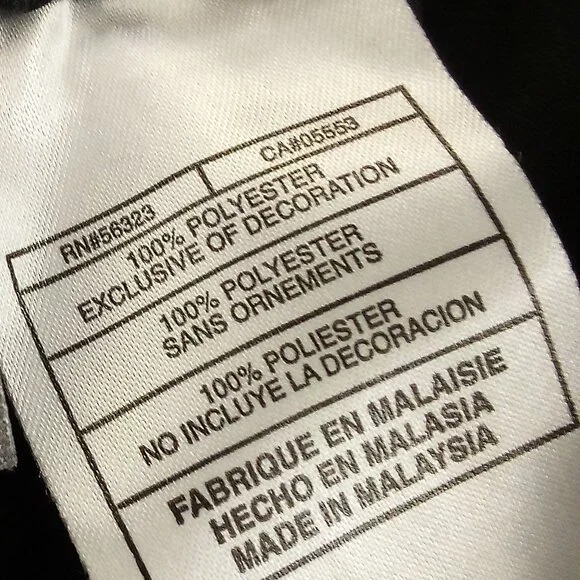 RN#56323 CA#05553
100% POLYESTER
EXCLUSIVE OF DECORATION
100% POLYESTER
SANS ORNEMENTS
100% POLIESTER
NO INCLUYE LA DECORACION
FABRIQUE EN MALAISIE
HECHO EN MALASIA
MADE IN MALAYSIA